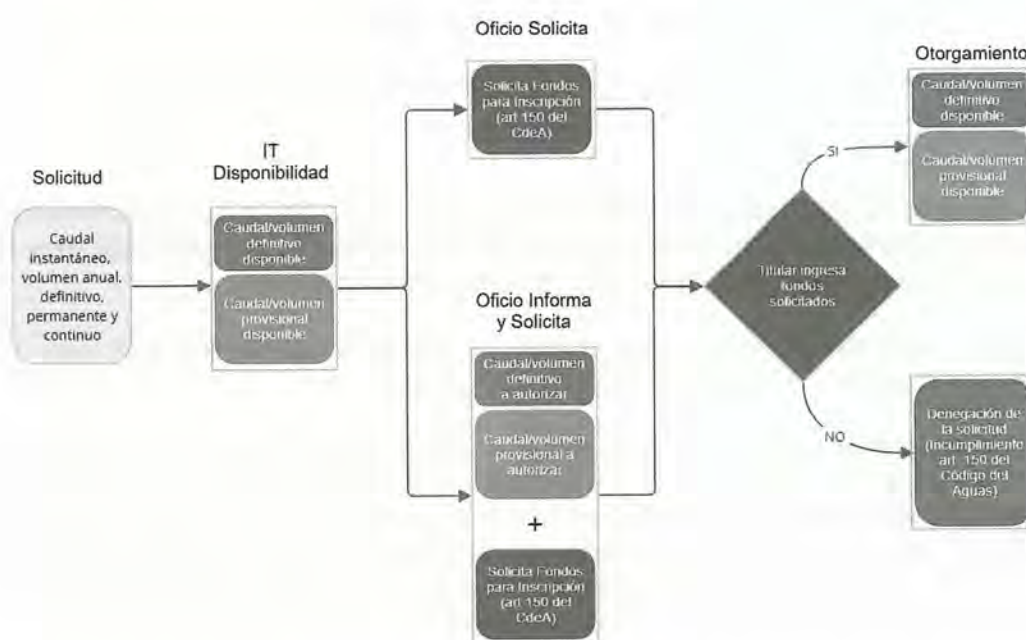 Solicitud
Caudal
instantáneo,
volumen anual,
definitivo,
permanente y
continuo
IT
Disponibilidad
Caudal/volumen
definitivo
disponible
Caudal/volumen
provisional
disponible
Oficio Solicita
Solicita Fondos
para Inscripción
(art 150 del
CdeA)
Oficio Informa
y Solicita
Caudal/volumen
definitivo
a autorizar
Caudal/volumen
provisional a
autorizar
+
Solicita Fondos
para Inscripción
(art 150 del
CdeA)
Titular ingresa
fondos
solicitados
SI
NO
Otorgamiento
Caudal/volumen
definitivo
disponible
Caudal/volumen
provisional
disponible
Denegación de
la solicitud
(Incumplimiento
art. 150 del
Código del
Aguas)